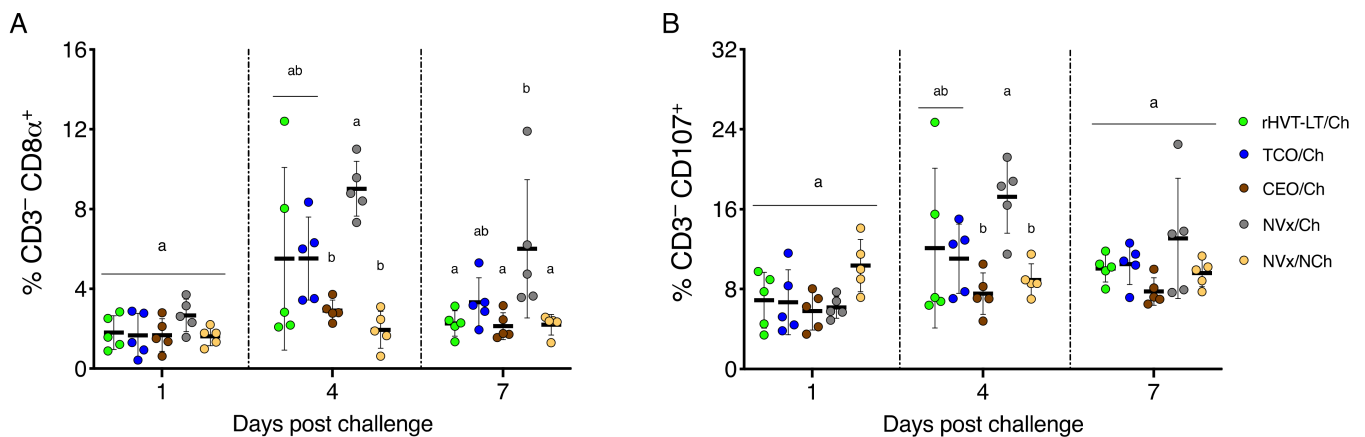 A
% CD3⁻ CD8α⁺
16
12
8
4
0
a
ab
b
a
b
a
ab
a
b
a
1
4
7
Days post challenge
B
% CD3⁻ CD107⁺
32
24
16
8
0
a
ab
b
a
b
a
1
4
7
Days post challenge
rHVT-LT/Ch
TCO/Ch
CEO/Ch
NVx/Ch
NVx/NCh